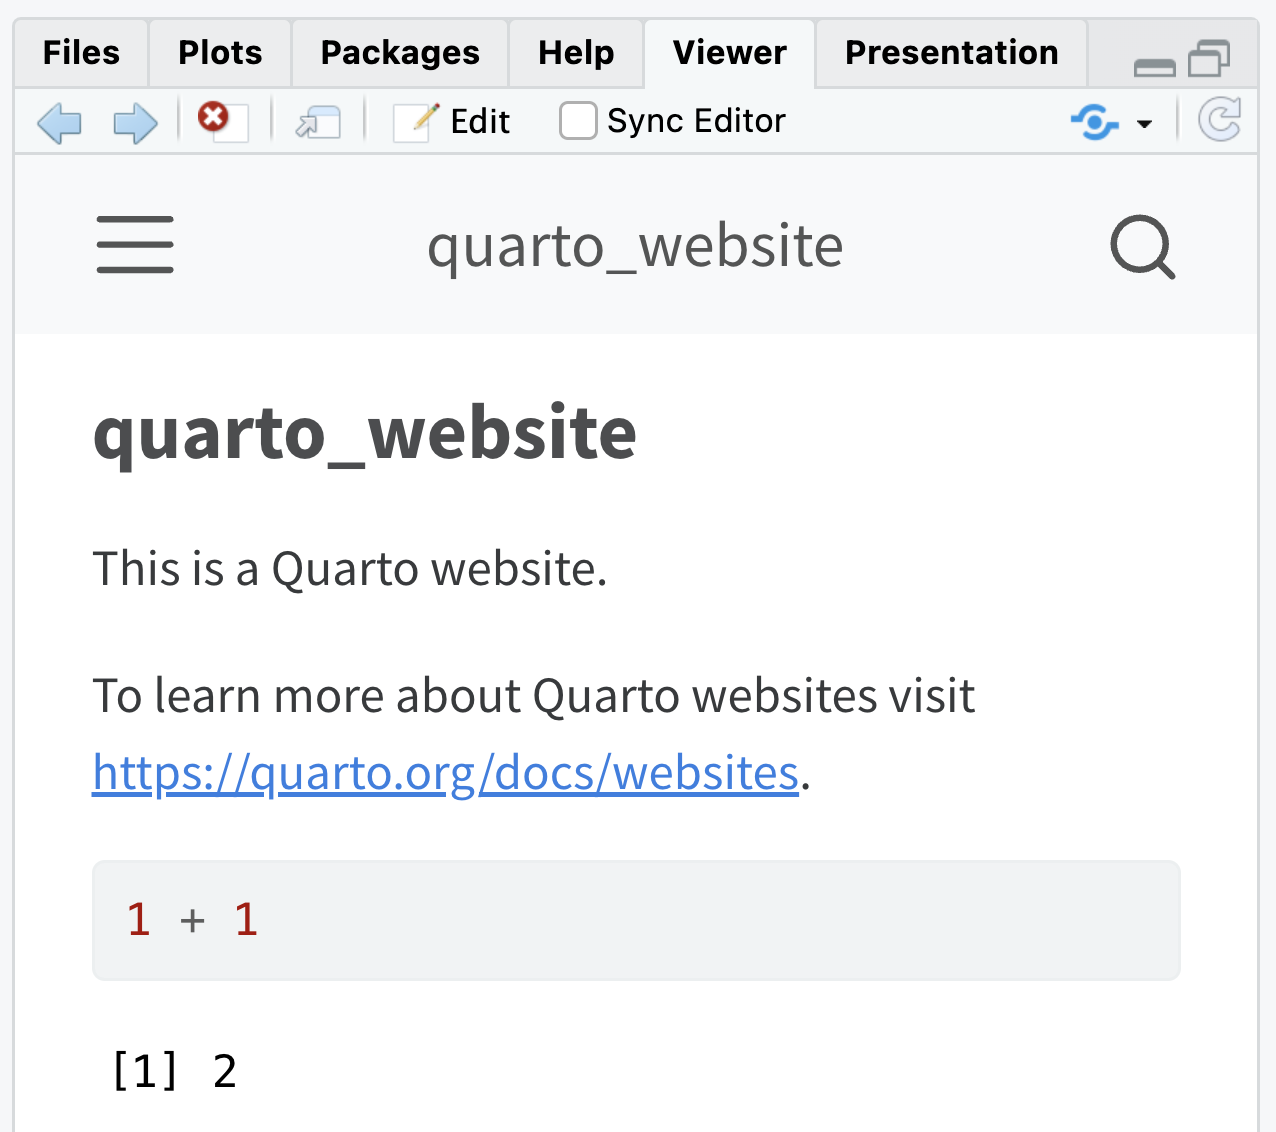 Files Plots Packages Help Viewer Presentation
Edit Sync Editor
quarto_website
quarto_website
This is a Quarto website.
To learn more about Quarto websites visit
https://quarto.org/docs/websites.
1 + 1
[1] 2